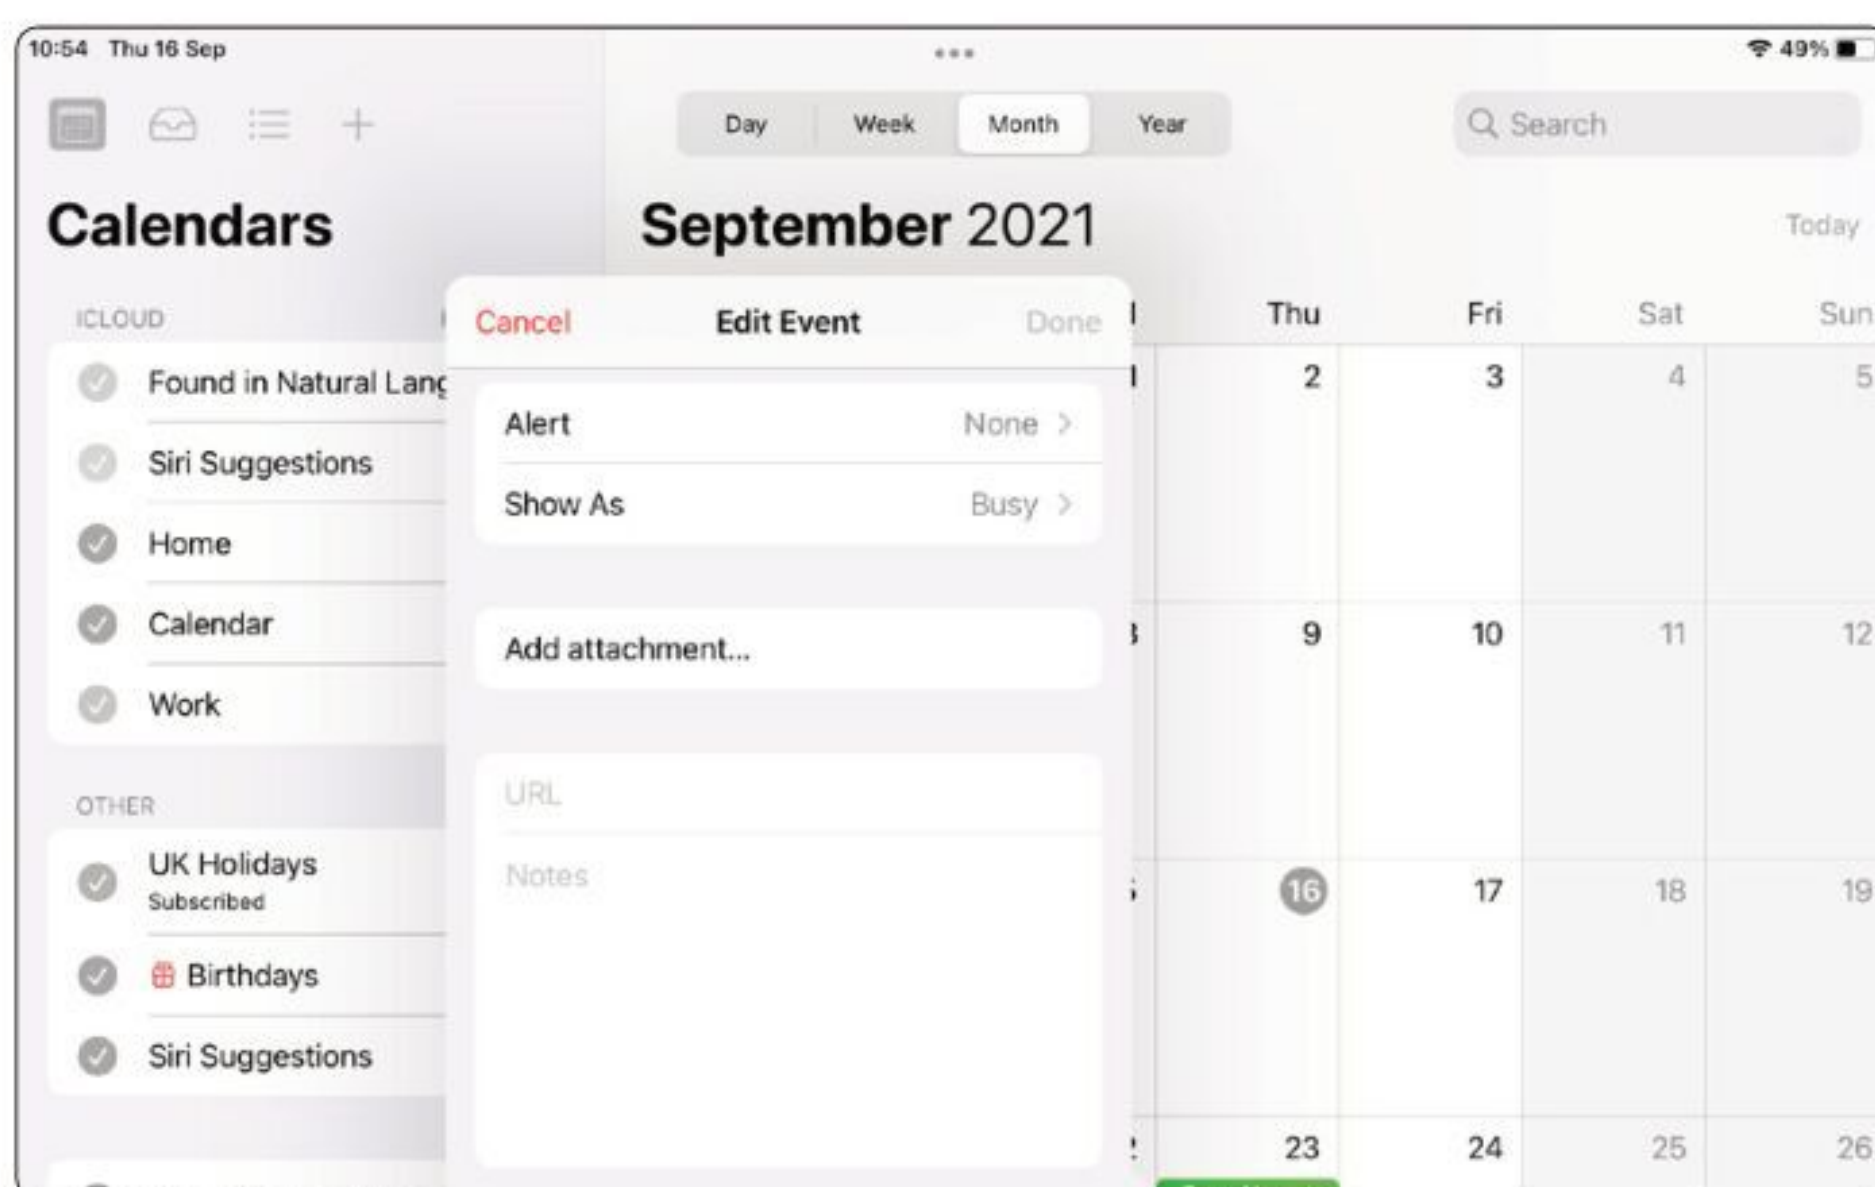 10:54 Thu 16 Sep
49%
Day Week Month Year
Search
Calendars
September 2021
Today
ICLOUD
Found in Natural Lang
Siri Suggestions
Home
Calendar
Work
OTHER
UK Holidays
Subscribed
Birthdays
Siri Suggestions
Cancel Edit Event Done
Alert None >
Show As Busy >
Add attachment...
URL
Notes
Thu Fri Sat Sun
2 3 4 5
9 10 11 12
16 17 18 19
23 24 25 26